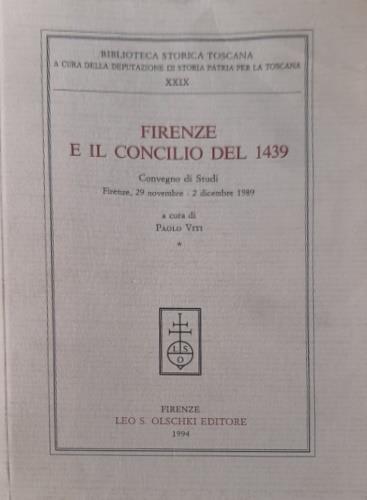 BIBLIOTECA STORICA TOSCANA
A CURA DELLA DEPUTAZIONE DI STORIA PATRIA PER LA TOSCANA
XXIX
FIRENZE
E IL CONCILIO DEL 1439
Convegno di Studi
Firenze, 29 novembre - 2 dicembre 1989
a cura di
PAOLO VITI
*
L S
O
FIRENZE
LEO S. OLSCHKI EDITORE
1994